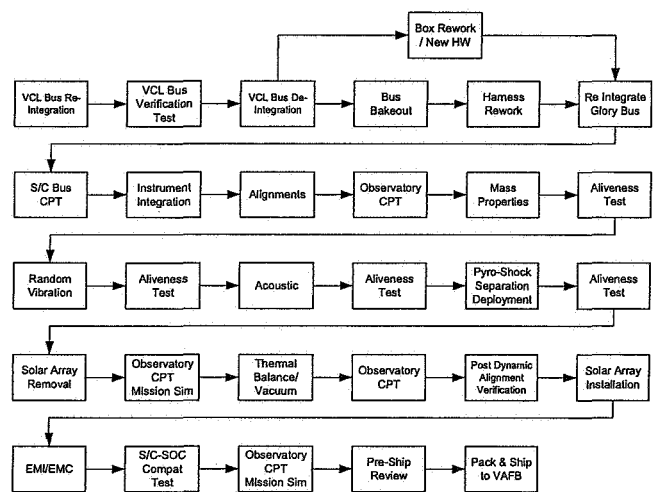 Box Rework
/ New HW
VCL Bus Re-
Integration
VCL Bus
Verification
Test
VCL Bus De-
Integration
Bus
Bakeout
Harness
Rework
Re Integrate
Glory Bus
S/C Bus
CPT
Instrument
Integration
Alignments
Observatory
CPT
Mass
Properties
Aliveness
Test
Random
Vibration
Aliveness
Test
Acoustic
Aliveness
Test
Pyro-Shock
Separation
Deployment
Aliveness
Test
Solar Array
Removal
Observatory
CPT
Mission Sim
Thermal
Balance/
Vacuum
Observatory
CPT
Post Dynamic
Alignment
Verification
Solar Array
Installation
EMI/EMC
S/C-SOC
Compat
Test
Observatory
CPT
Mission Sim
Pre-Ship
Review
Pack & Ship
to VAFB